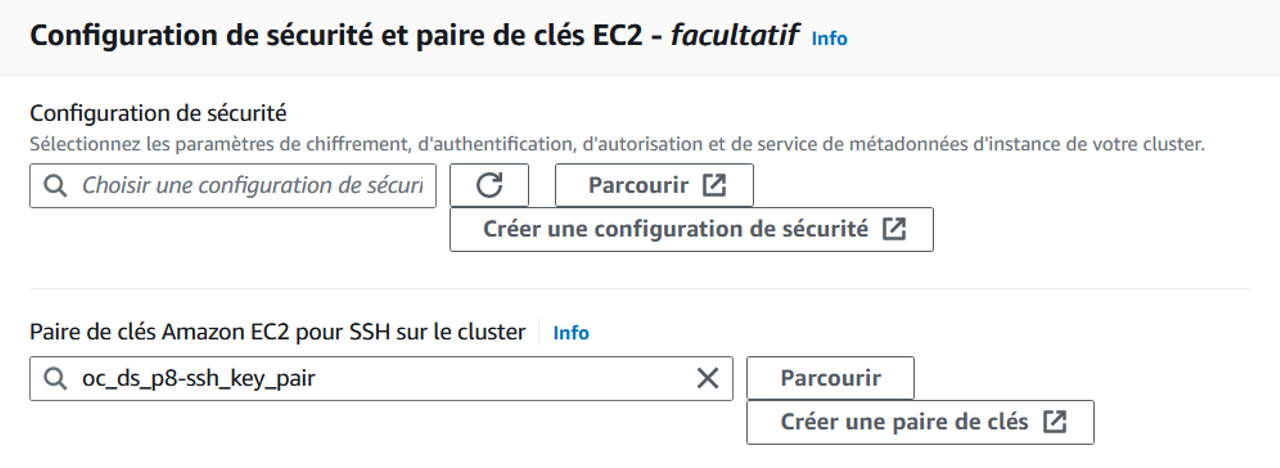 Configuration de sécurité et paire de clés EC2 - facultatif Info
Configuration de sécurité
Sélectionnez les paramètres de chiffrement, d'authentification, d'autorisation et de service de métadonnées d'instance de votre cluster.
Choisir une configuration de sécuri Parcourir
Créer une configuration de sécurité
Paire de clés Amazon EC2 pour SSH sur le cluster Info
oc_ds_p8-ssh_key_pair Parcourir
Créer une paire de clés